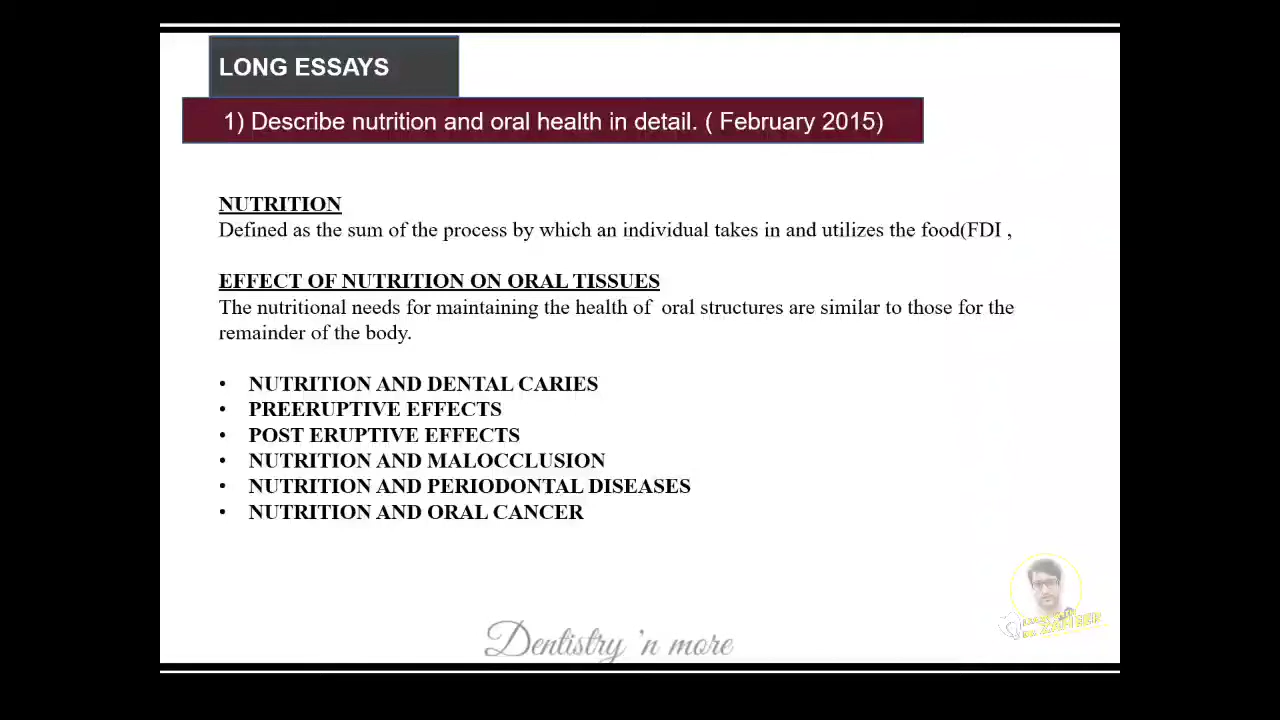 LONG ESSAYS
1) Describe nutrition and oral health in detail. ( February 2015)
NUTRITION
Defined as the sum of the process by which an individual takes in and utilizes the food(FDI ,
EFFECT OF NUTRITION ON ORAL TISSUES
The nutritional needs for maintaining the health of oral structures are similar to those for the
remainder of the body.
• NUTRITION AND DENTAL CARIES
• PREERUPTIVE EFFECTS
• POST ERUPTIVE EFFECTS
• NUTRITION AND MALOCCLUSION
• NUTRITION AND PERIODONTAL DISEASES
• NUTRITION AND ORAL CANCER
Dentistry 'n more
ZAHEER